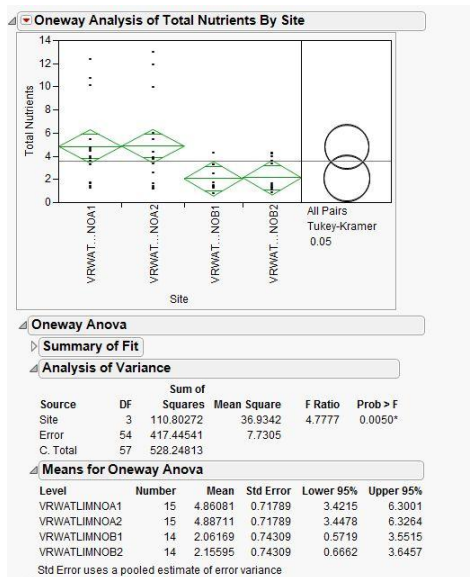 Oneway Analysis of Total Nutrients By Site
14
12
10
8
6
4
2
0
Total Nutrients
VRWAT...NOA1
VRWAT...NOA2
VRWAT...NOB1
VRWAT...NOB2
All Pairs
Tukey-Kramer
0.05
Site
Oneway Anova
Summary of Fit
Analysis of Variance
Sum of
Source DF Squares Mean Square F Ratio Prob > F
Site 3 110.80272 36.9342 4.7777 0.0050*
Error 54 417.44541 7.7305
C. Total 57 528.24813
Means for Oneway Anova
Level Number Mean Std Error Lower 95% Upper 95%
VRWATLIMNOA1 15 4.86081 0.71789 3.4215 6.3001
VRWATLIMNOA2 15 4.88711 0.71789 3.4478 6.3264
VRWATLIMNOB1 14 2.06169 0.74309 0.5719 3.5515
VRWATLIMNOB2 14 2.15595 0.74309 0.6662 3.6457
Std Error uses a pooled estimate of error variance